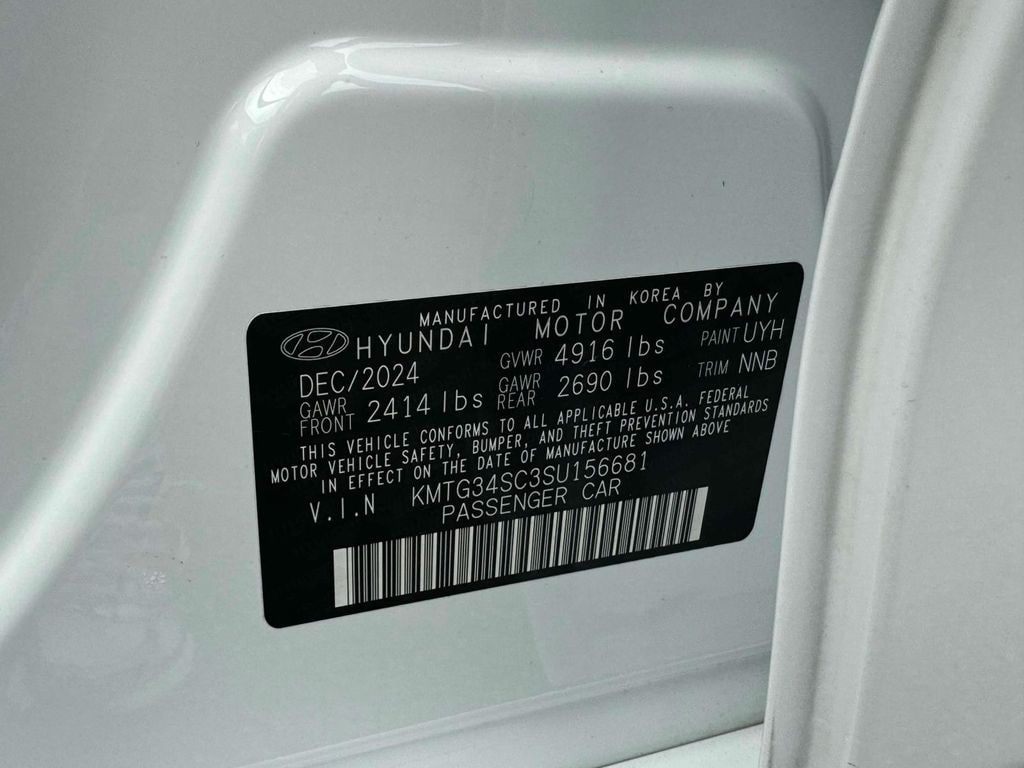 MANUFACTURED IN KOREA BY
HYUNDAI MOTOR COMPANY
DEC/2024 GVWR 4916 lbs PAINT UYH
GAWR FRONT 2414 lbs GAWR REAR 2690 lbs TRIM NNB
THIS VEHICLE CONFORMS TO ALL APPLICABLE U.S.A. FEDERAL
MOTOR VEHICLE SAFETY, BUMPER, AND THEFT PREVENTION STANDARDS
IN EFFECT ON THE DATE OF MANUFACTURE SHOWN ABOVE
V.I.N KMTG34SC3SU156681
PASSENGER CAR